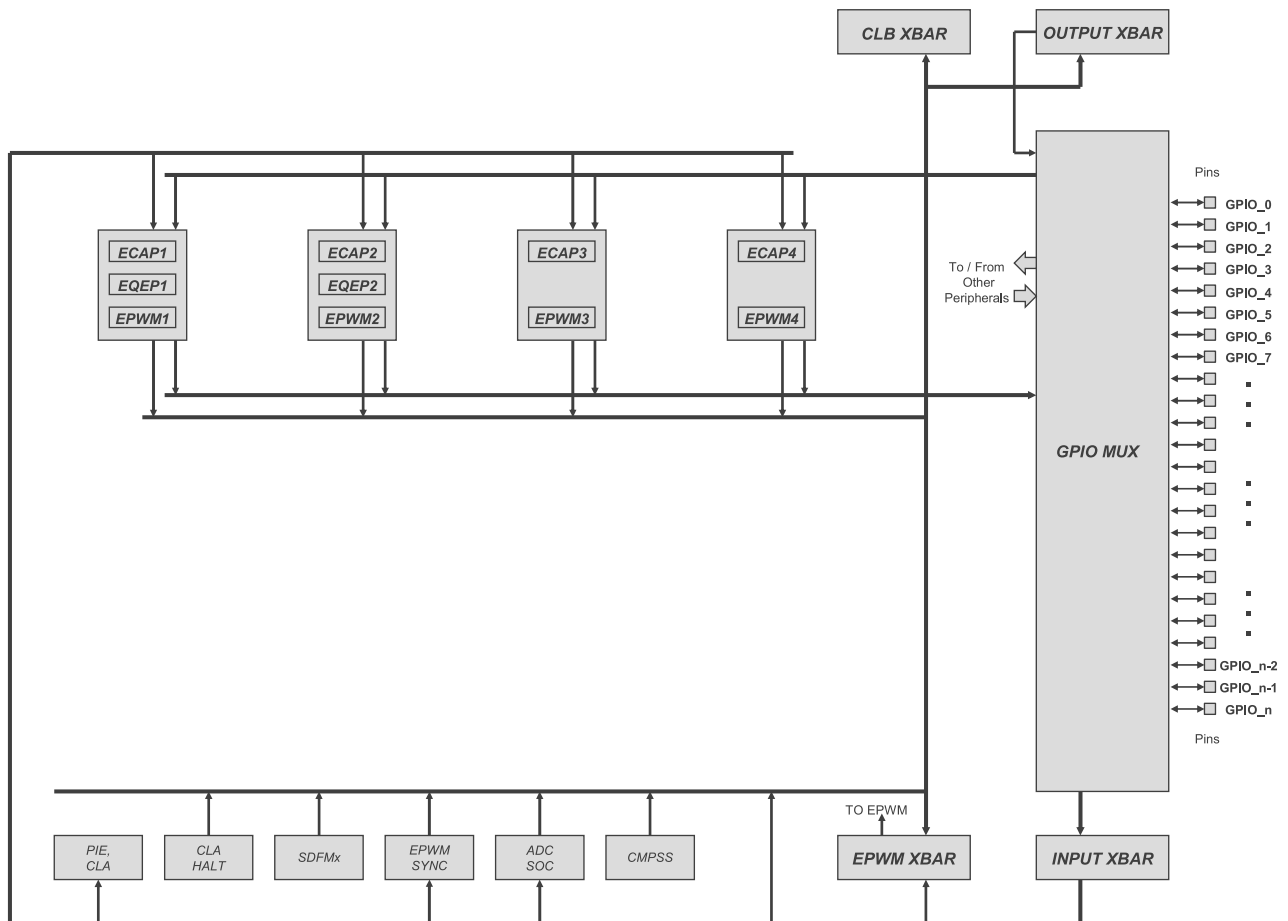 CLB XBAR
OUTPUT XBAR
Pins
GPIO_0
GPIO_1
GPIO_2
GPIO_3
GPIO_4
GPIO_5
GPIO_6
GPIO_7
ECAP1
EQEP1
EPWM1
ECAP2
EQEP2
EPWM2
ECAP3
EPWM3
ECAP4
EPWM4
To / From
Other
Peripherals
GPIO MUX
GPIO_n-2
GPIO_n-1
GPIO_n
Pins
TO EPWM
PIE,
CLA
CLA
HALT
SDFMx
EPWM
SYNC
ADC
SOC
CMPSS
EPWM XBAR
INPUT XBAR